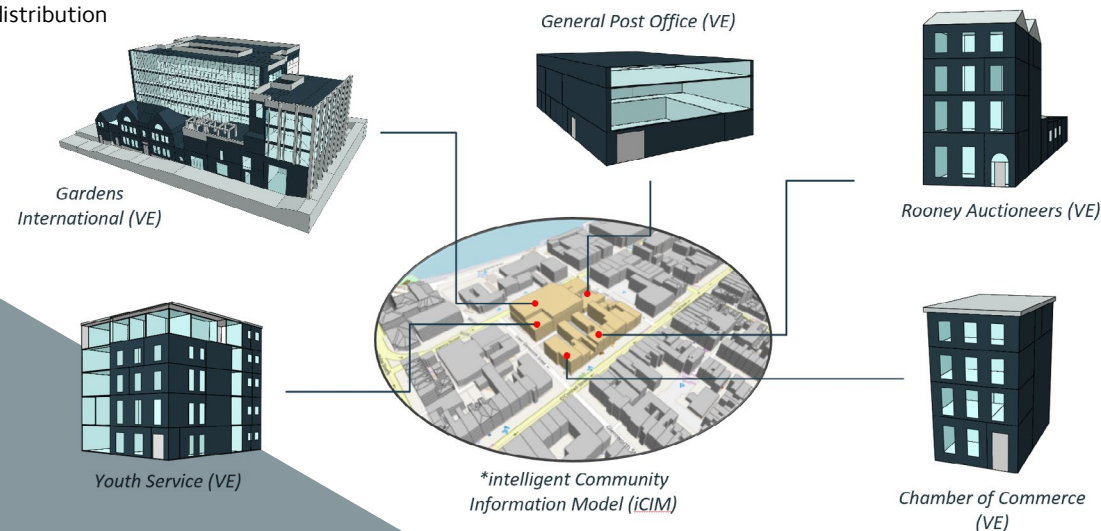 distribution
General Post Office (VE)
Gardens
International (VE)
Rooney Auctioneers (VE)
Youth Service (VE)
*intelligent Community
Information Model (iCIM)
Chamber of Commerce
(VE)